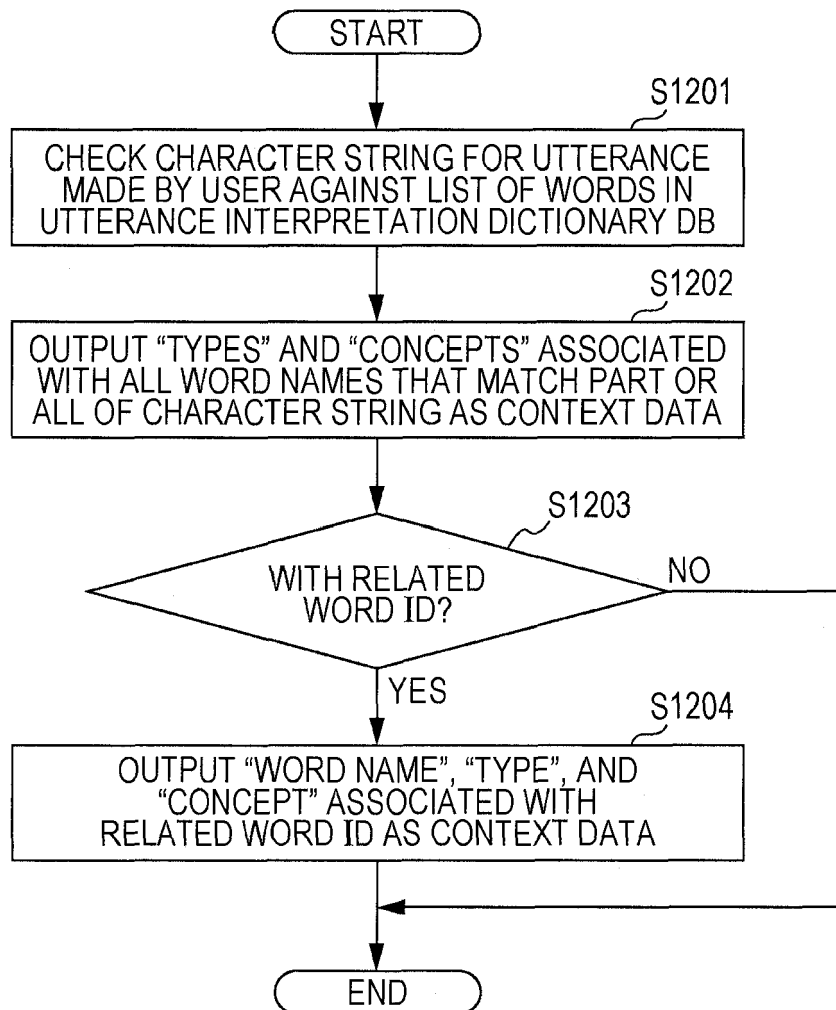 START
S1201
CHECK CHARACTER STRING FOR UTTERANCE
MADE BY USER AGAINST LIST OF WORDS IN
UTTERANCE INTERPRETATION DICTIONARY DB
S1202
OUTPUT “TYPES” AND “CONCEPTS” ASSOCIATED
WITH ALL WORD NAMES THAT MATCH PART OR
ALL OF CHARACTER STRING AS CONTEXT DATA
S1203
WITH RELATED
WORD ID?
NO
YES
S1204
OUTPUT “WORD NAME”, “TYPE”, AND
“CONCEPT” ASSOCIATED WITH
RELATED WORD ID AS CONTEXT DATA
END